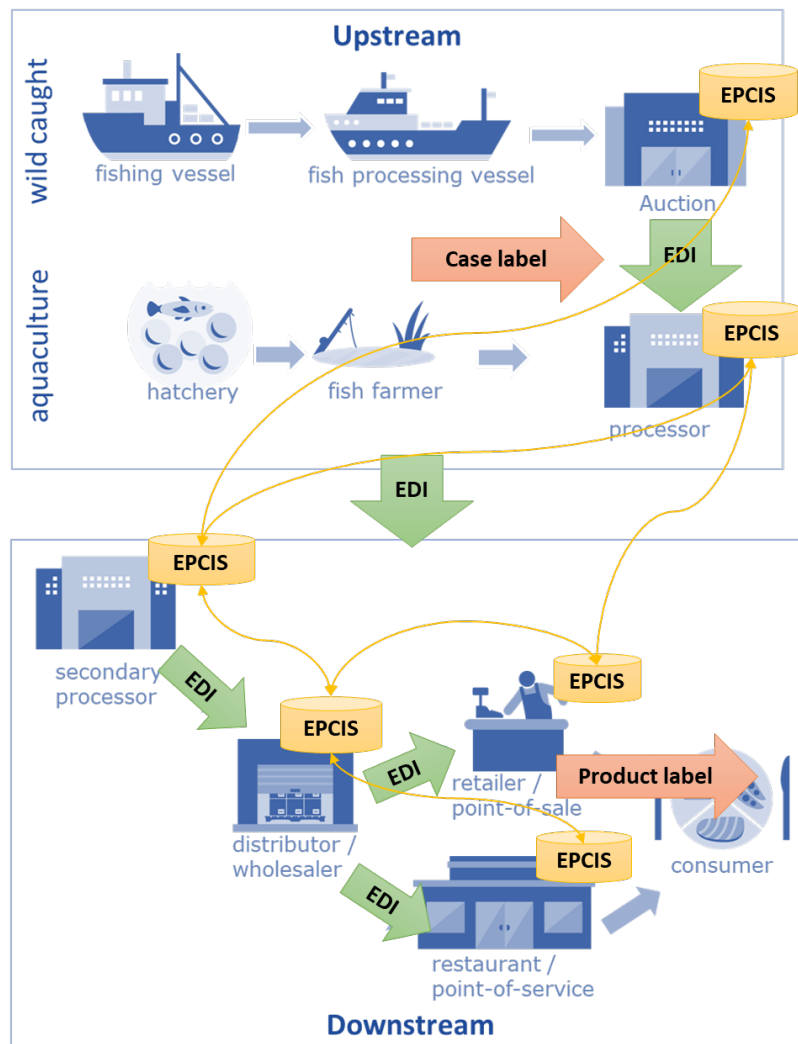 Upstream
wild caught
EPCIS
fishing vessel
fish processing vessel
Auction
Case label
EDI
aquaculture
EPCIS
hatchery
fish farmer
processor
EDI
EPCIS
secondary
processor
EDI
EPCIS
EPCIS
EDI
retailer /
point-of-sale
Product label
distributor /
wholesaler
EPCIS
consumer
EDI
restaurant /
point-of-service
Downstream